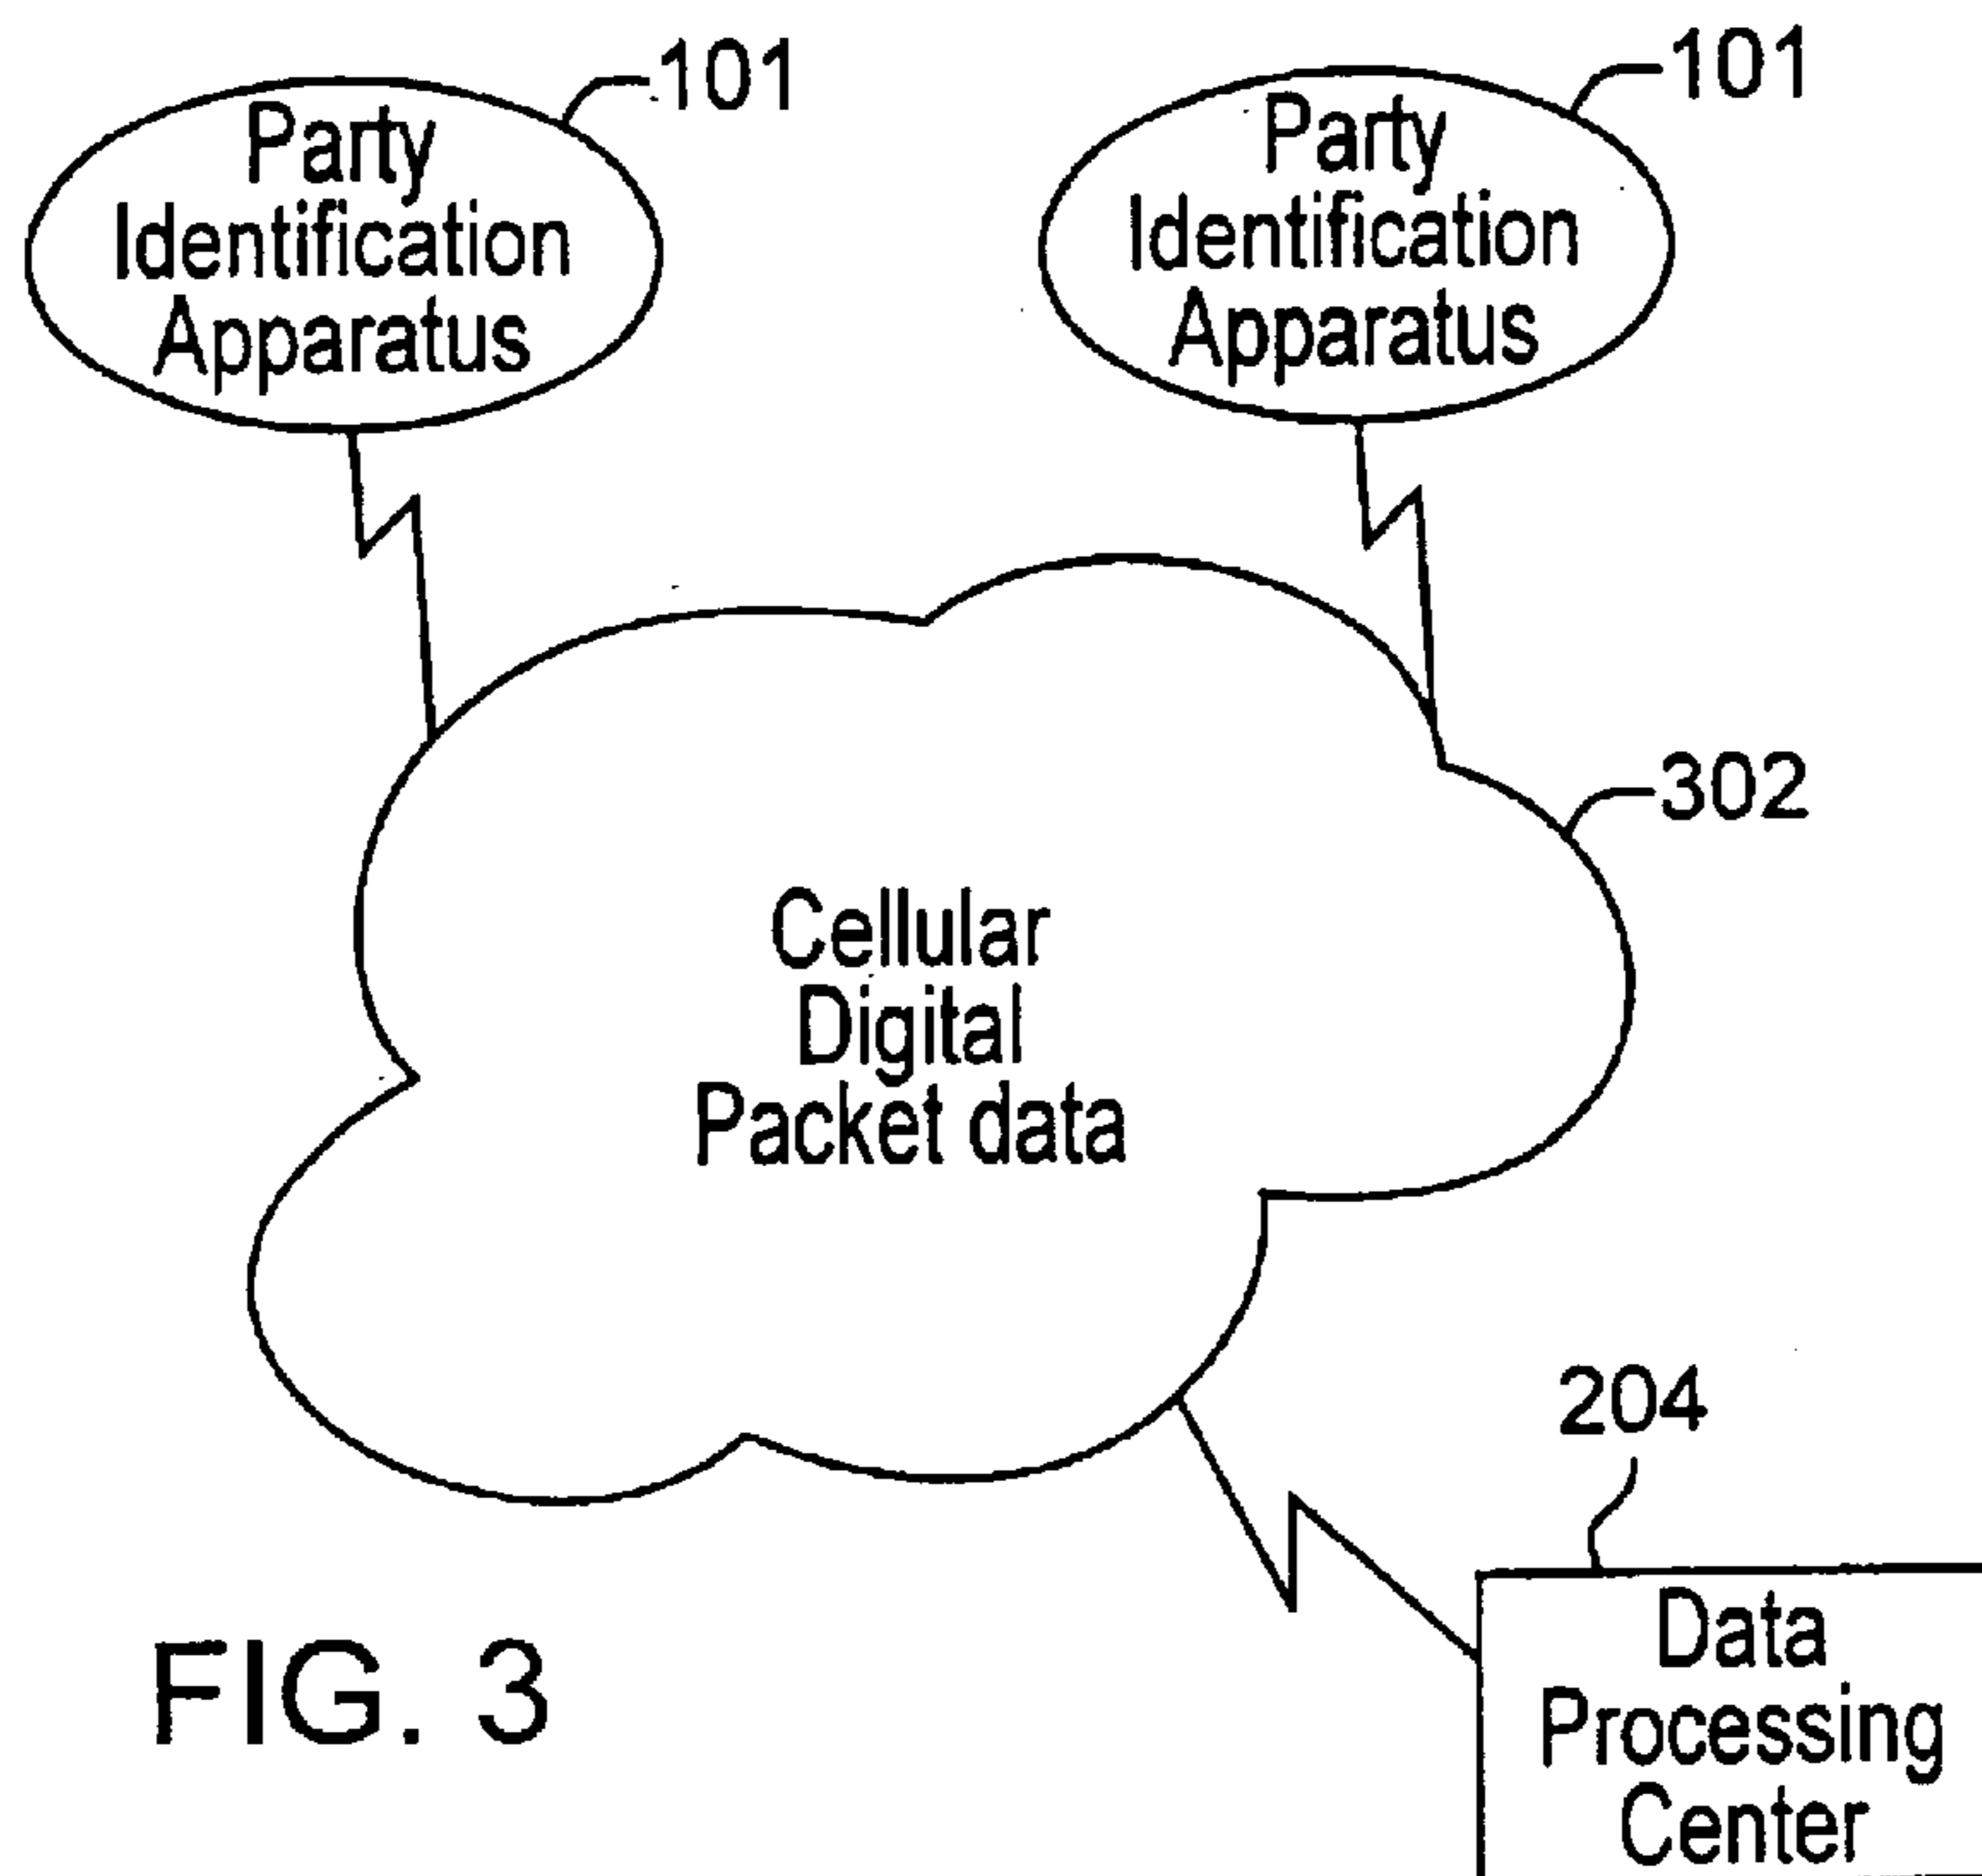 101
Party
Identification
Apparatus
101
Party
Identification
Apparatus
302
Cellular
Digital
Packet data
204
Data
Processing
Center
FIG. 3